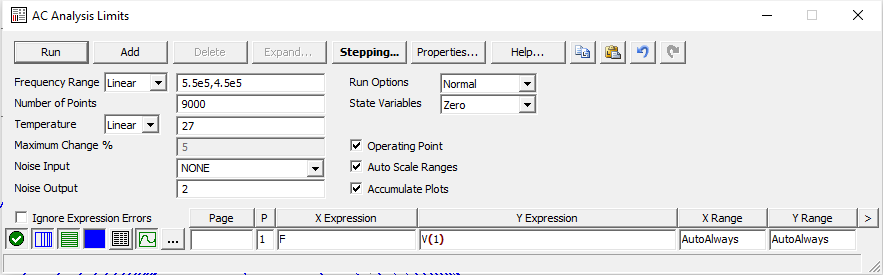 AC Analysis Limits
Run Add Delete Expand... Stepping... Properties... Help...
Frequency Range Linear 5.5e5,4.5e5 Run Options Normal
Number of Points 9000 State Variables Zero
Temperature Linear 27
Maximum Change % 5 Operating Point
Noise Input NONE Auto Scale Ranges
Noise Output 2 Accumulate Plots
Ignore Expression Errors Page P X Expression Y Expression X Range Y Range >
... 1 F V(1) AutoAlways AutoAlways